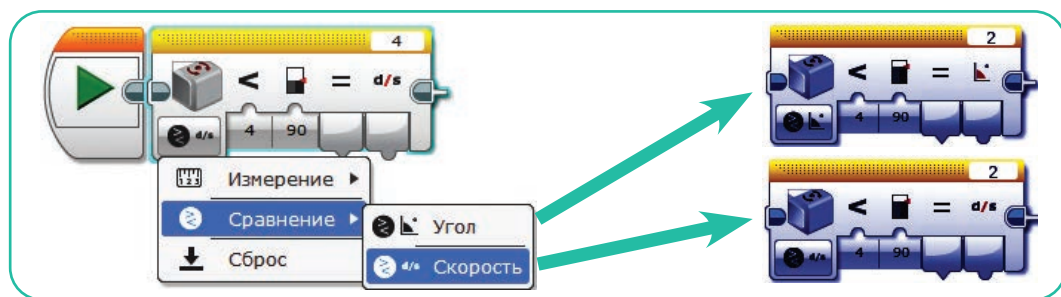 4
d/s
d/s
4
90
Измерение
Сравнение
Сброс
Угол
d/s
Скорость
2
4
90
2
d/s
d/s
4
90